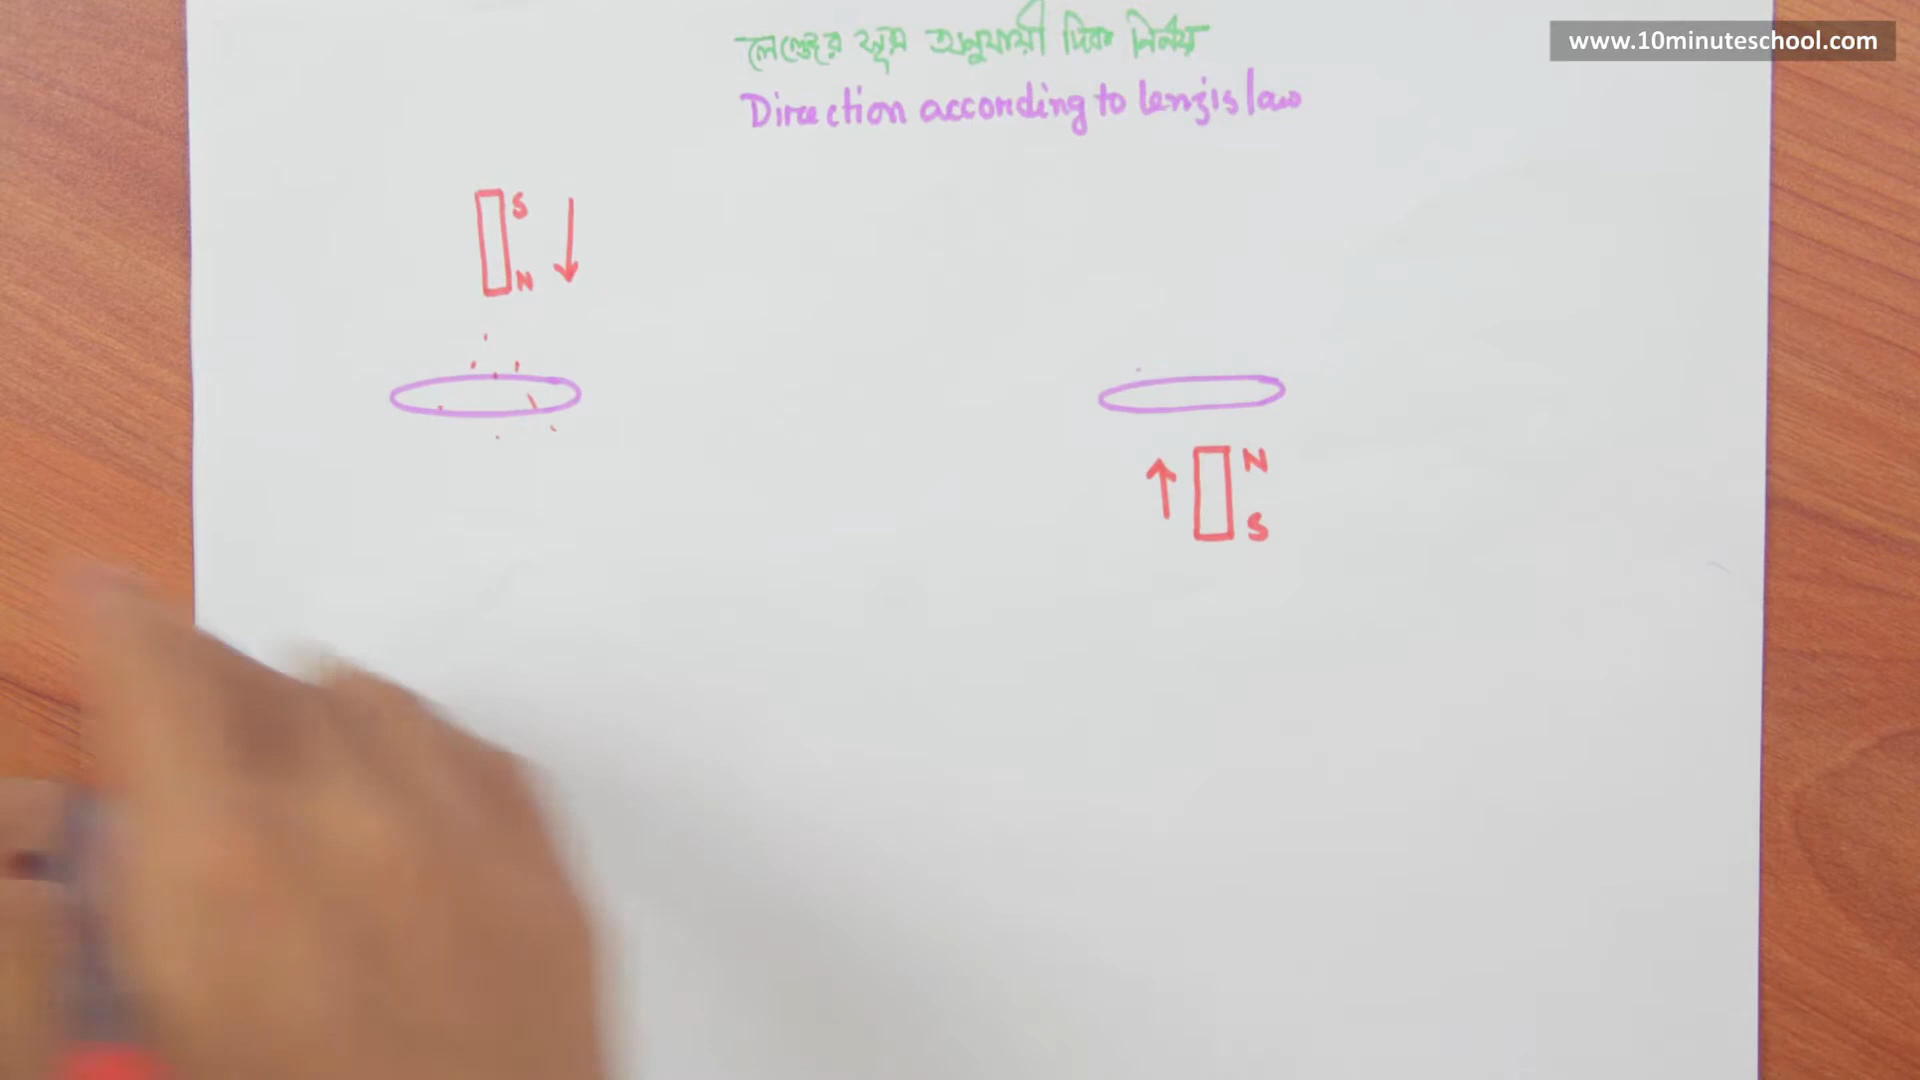 লেঞ্জের সূত্র অনুযায়ী দিক নির্ণয়
www.10minuteschool.com
Direction according to lenz's law
S
N
N
S